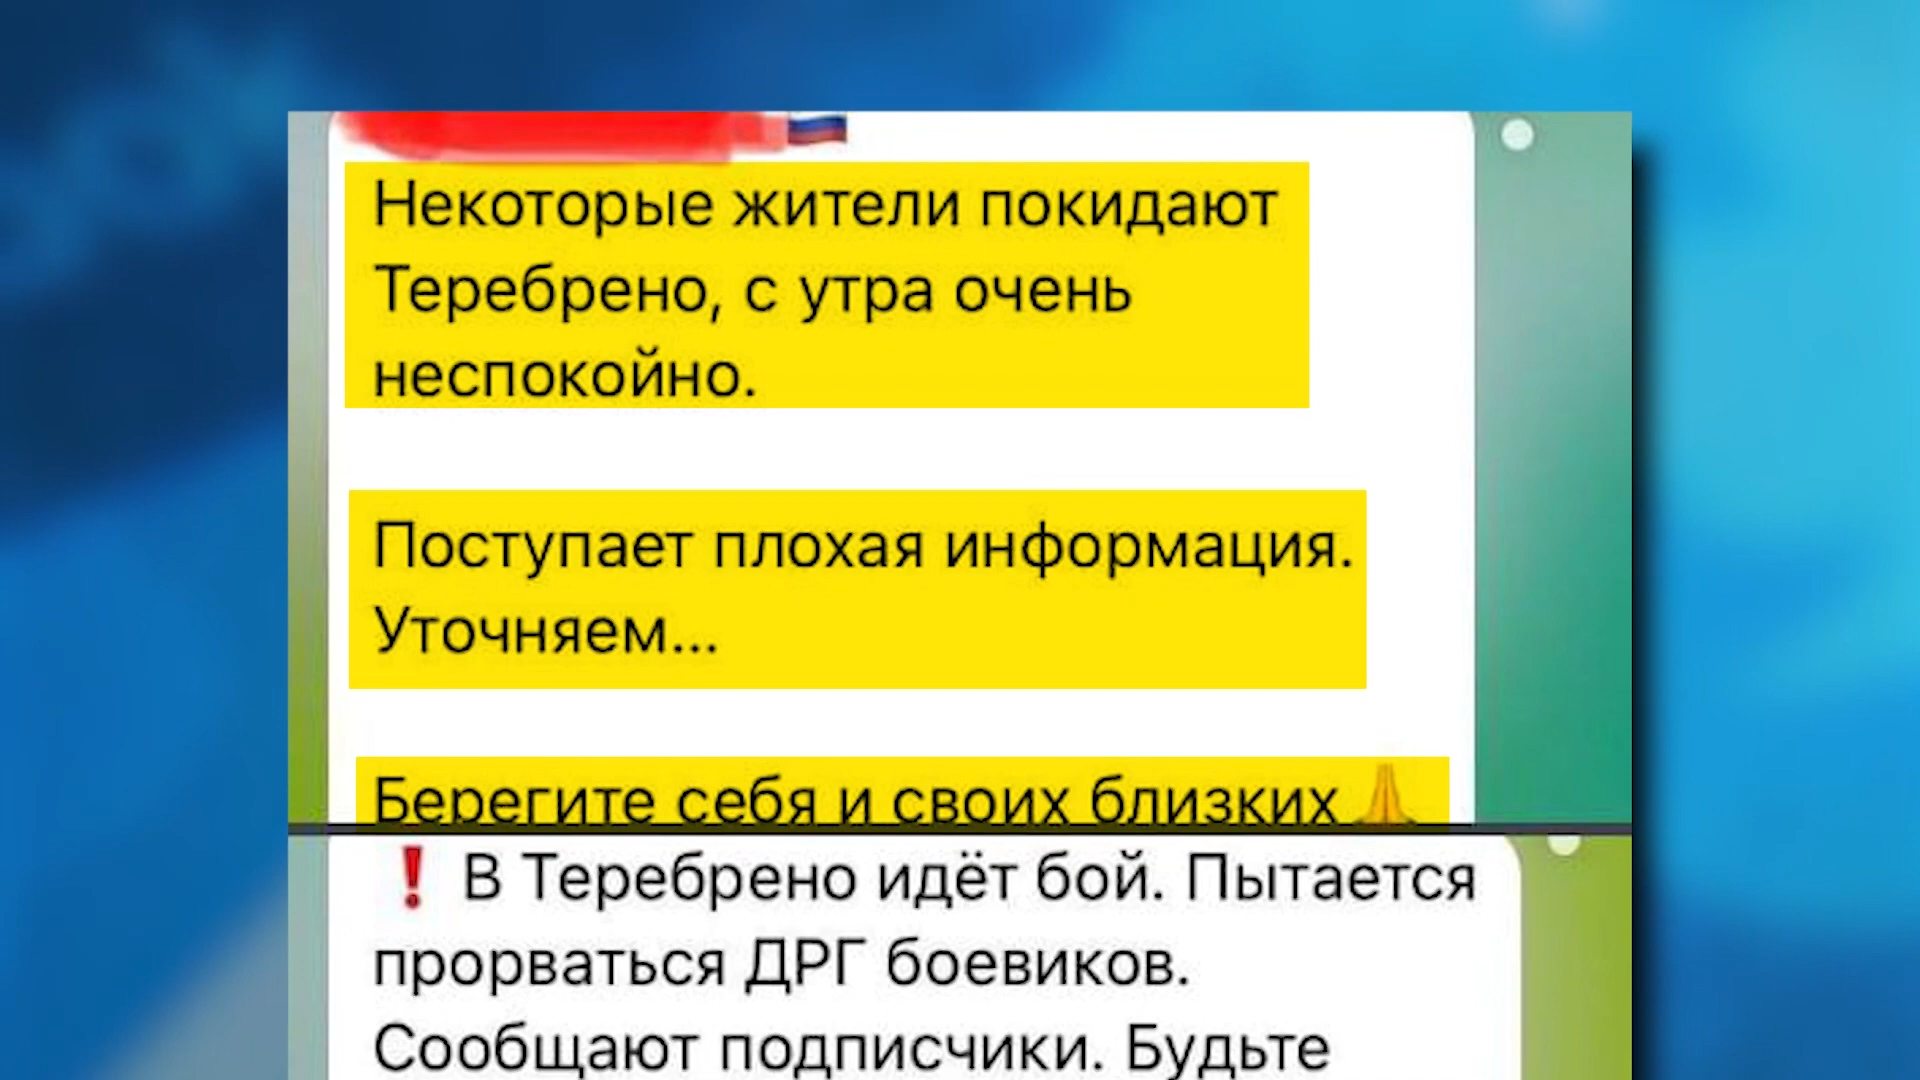 Некоторые жители покидают
Теребрено, с утра очень
неспокойно.
Поступает плохая информация.
Уточняем...
Берегите себя и своих близких🙏
❗ В Теребрено идёт бой. Пытается
прорваться ДРГ боевиков.
Сообщают подписчики. Будьте